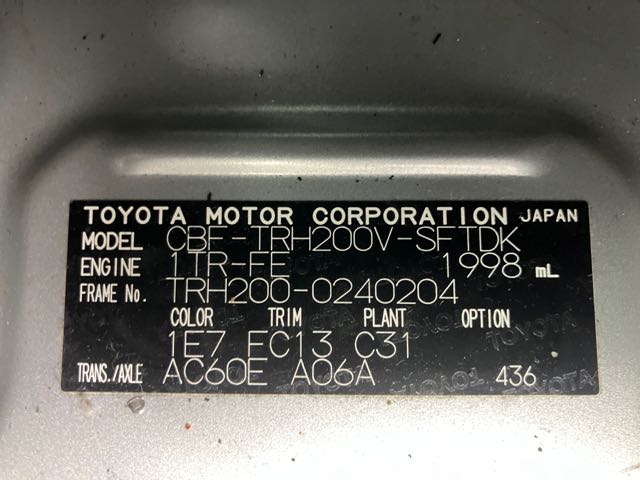 TOYOTA MOTOR CORPORATION JAPAN
MODEL CBF-TRH200V-SFTDK
ENGINE 1TR-FE 1998 mL
FRAME No. TRH200-0240204
COLOR TRIM PLANT OPTION
1E7 FC13 C31
TRANS./AXLE AC60E A06A 436